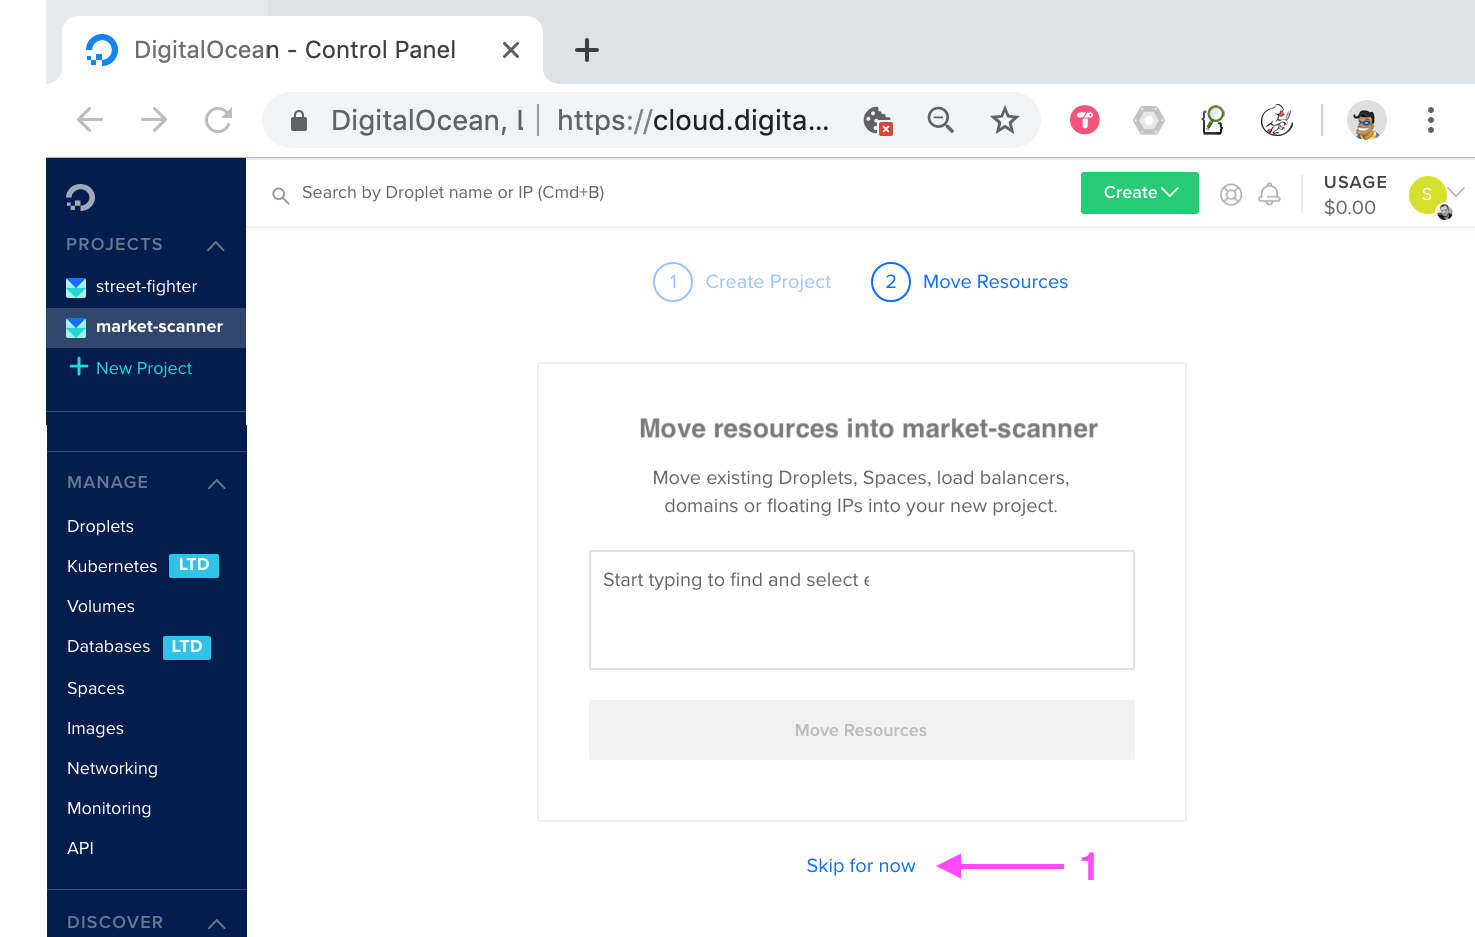 DigitalOcean - Control Panel
DigitalOcean, L https://cloud.digita...
Search by Droplet name or IP (Cmd+B)
Create
USAGE
$0.00
S
PROJECTS
street-fighter
market-scanner
New Project
MANAGE
Droplets
Kubernetes LTD
Volumes
Databases LTD
Spaces
Images
Networking
Monitoring
API
DISCOVER
1 Create Project 2 Move Resources
Move resources into market-scanner
Move existing Droplets, Spaces, load balancers,
domains or floating IPs into your new project.
Start typing to find and select
Move Resources
Skip for now 1